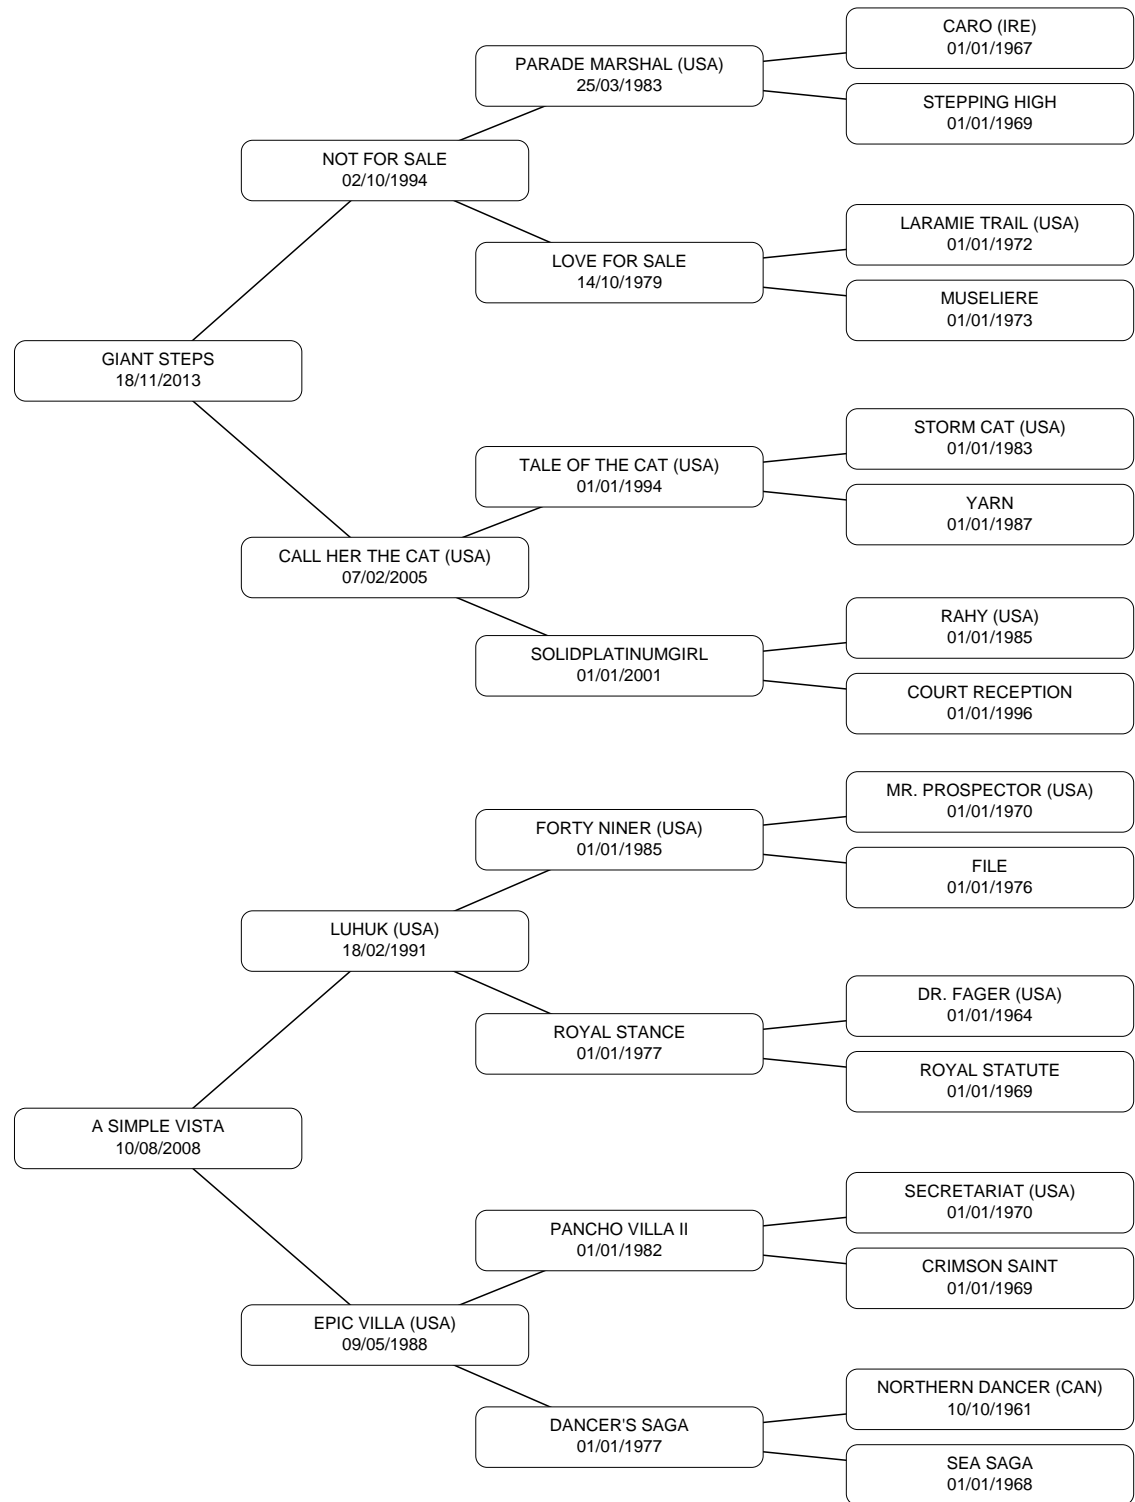 CARO (IRE)
01/01/1967
PARADE MARSHAL (USA)
25/03/1983
STEPPING HIGH
01/01/1969
NOT FOR SALE
02/10/1994
LARAMIE TRAIL (USA)
01/01/1972
LOVE FOR SALE
14/10/1979
MUSELIERE
01/01/1973
GIANT STEPS
18/11/2013
STORM CAT (USA)
01/01/1983
TALE OF THE CAT (USA)
01/01/1994
YARN
01/01/1987
CALL HER THE CAT (USA)
07/02/2005
RAHY (USA)
01/01/1985
SOLIDPLATINUMGIRL
01/01/2001
COURT RECEPTION
01/01/1996
MR. PROSPECTOR (USA)
01/01/1970
FORTY NINER (USA)
01/01/1985
FILE
01/01/1976
LUHUK (USA)
18/02/1991
DR. FAGER (USA)
01/01/1964
ROYAL STANCE
01/01/1977
ROYAL STATUTE
01/01/1969
A SIMPLE VISTA
10/08/2008
SECRETARIAT (USA)
01/01/1970
PANCHO VILLA II
01/01/1982
CRIMSON SAINT
01/01/1969
EPIC VILLA (USA)
09/05/1988
NORTHERN DANCER (CAN)
10/10/1961
DANCER'S SAGA
01/01/1977
SEA SAGA
01/01/1968